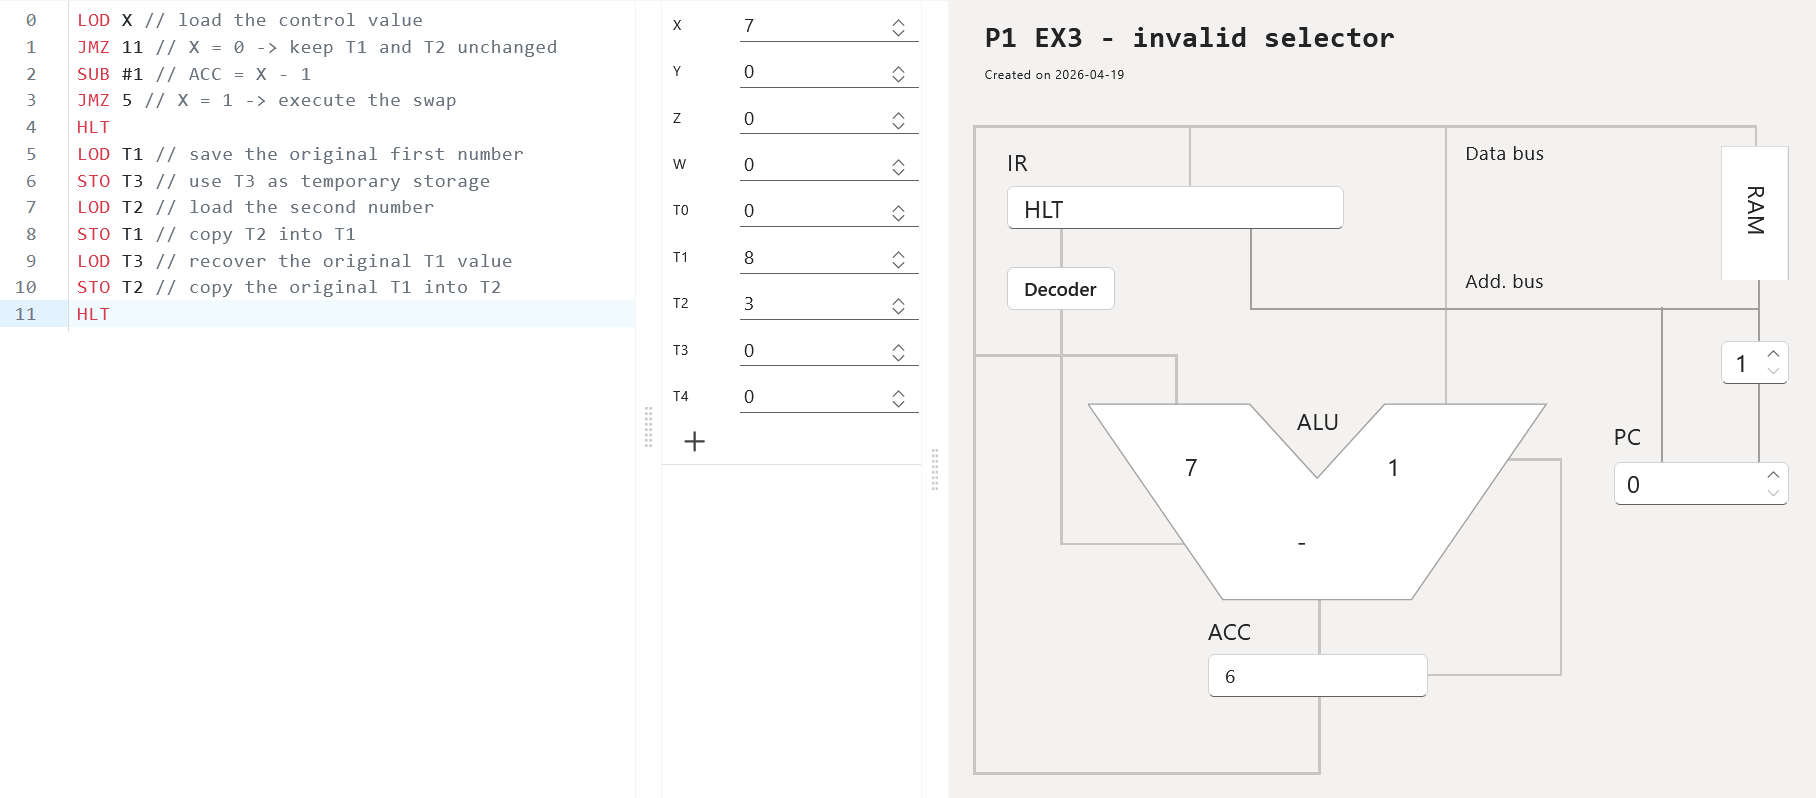 0 LOD X // load the control value
1 JMZ 11 // X = 0 -> keep T1 and T2 unchanged
2 SUB #1 // ACC = X - 1
3 JMZ 5 // X = 1 -> execute the swap
4 HLT
5 LOD T1 // save the original first number
6 STO T3 // use T3 as temporary storage
7 LOD T2 // load the second number
8 STO T1 // copy T2 into T1
9 LOD T3 // recover the original T1 value
10 STO T2 // copy the original T1 into T2
11 HLT
X 7
Y 0
Z 0
W 0
T0 0
T1 8
T2 3
T3 0
T4 0
+
P1 EX3 - invalid selector
Created on 2026-04-19
Data bus
IR
HLT
RAM
Decoder
Add. bus
1
ALU
7 1
-
PC
0
ACC
6